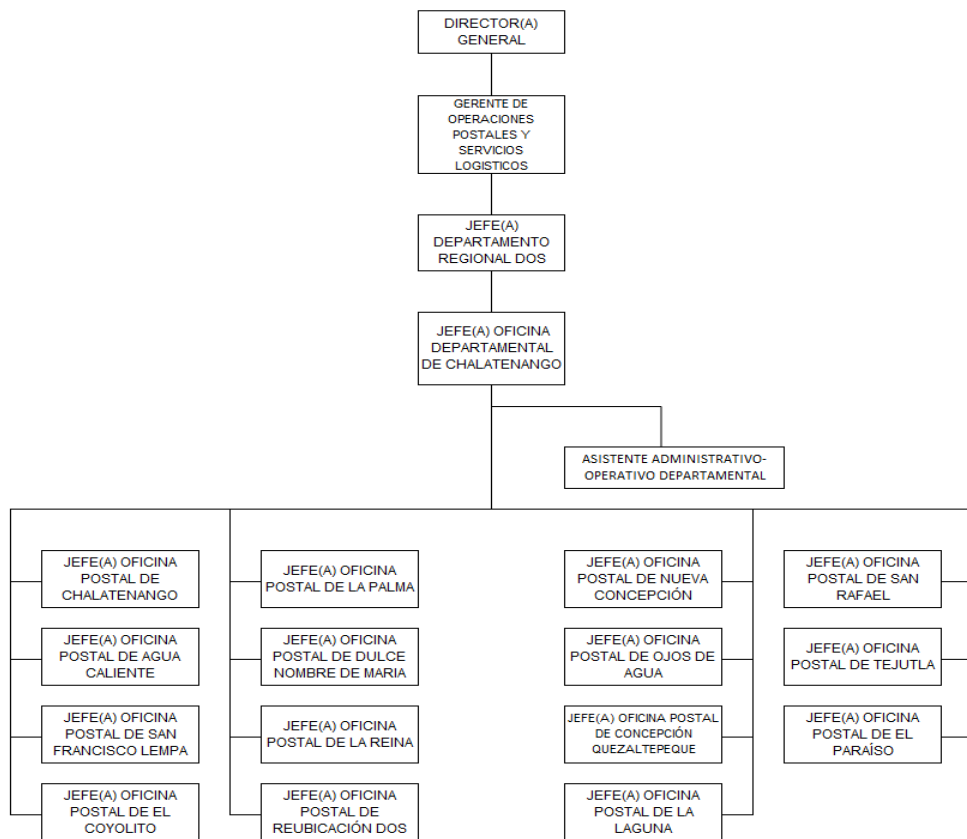 DIRECTOR(A)
GENERAL
GERENTE DE
OPERACIONES
POSTALES Y
SERVICIOS
LOGISTICOS
JEFE(A)
DEPARTAMENTO
REGIONAL DOS
JEFE(A) OFICINA
DEPARTAMENTAL
DE CHALATENANGO
ASISTENTE ADMINISTRATIVO-
OPERATIVO DEPARTAMENTAL
JEFE(A) OFICINA
POSTAL DE
CHALATENANGO
JEFE(A) OFICINA
POSTAL DE LA PALMA
JEFE(A) OFICINA
POSTAL DE NUEVA
CONCEPCIÓN
JEFE(A) OFICINA
POSTAL DE SAN
RAFAEL
JEFE(A) OFICINA
POSTAL DE AGUA
CALIENTE
JEFE(A) OFICINA
POSTAL DE DULCE
NOMBRE DE MARIA
JEFE(A) OFICINA
POSTAL DE OJOS DE
AGUA
JEFE(A) OFICINA
POSTAL DE TEJUTLA
JEFE(A) OFICINA
POSTAL DE SAN
FRANCISCO LEMPA
JEFE(A) OFICINA
POSTAL DE LA REINA
JEFE(A) OFICINA POSTAL
DE CONCEPCIÓN
QUEZALTEPEQUE
JEFE(A) OFICINA
POSTAL DE EL
PARAÍSO
JEFE(A) OFICINA
POSTAL DE EL
COYOLITO
JEFE(A) OFICINA
POSTAL DE
REUBICACIÓN DOS
JEFE(A) OFICINA
POSTAL DE LA
LAGUNA